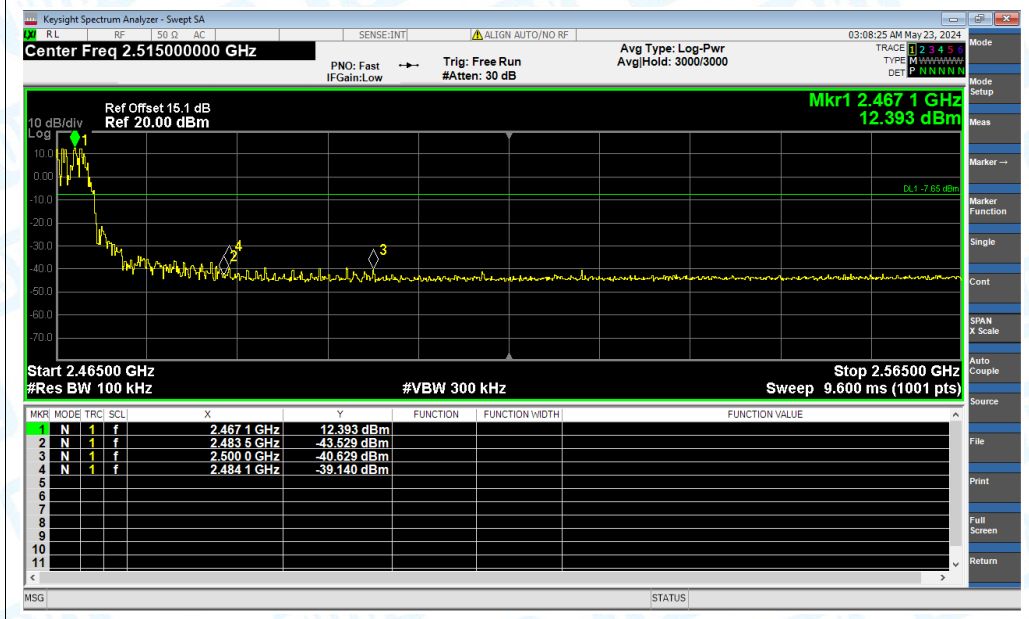 Keysight Spectrum Analyzer - Swept SA
LXI RL RF 50 Ω AC SENSE:INT ALIGN AUTO/NO RF 03:08:25 AM May 23, 2024
Center Freq 2.515000000 GHz
PNO: Fast
IFGain:Low
Trig: Free Run
#Atten: 30 dB
Avg Type: Log-Pwr
Avg|Hold: 3000/3000
TRACE 1 2 3 4 5 6
TYPE M WWWWW
DET P N N N N N
Ref Offset 15.1 dB
Ref 20.00 dBm
10 dB/div
Log
Mkr1 2.467 1 GHz
12.393 dBm
1
10.0
0.00
DL1 -7.65 dBm
-10.0
-20.0
-30.0
4
2
3
-40.0
-50.0
-60.0
-70.0
Start 2.46500 GHz Stop 2.56500 GHz
#Res BW 100 kHz #VBW 300 kHz Sweep 9.600 ms (1001 pts)
MKR MODE TRC SCL X Y FUNCTION FUNCTION WIDTH FUNCTION VALUE
1 N 1 f 2.467 1 GHz 12.393 dBm
2 N 1 f 2.483 5 GHz -43.529 dBm
3 N 1 f 2.500 0 GHz -40.629 dBm
4 N 1 f 2.484 1 GHz -39.140 dBm
5
6
7
8
9
10
11
MSG STATUS
Mode
Mode
Setup
Meas
Marker→
Marker
Function
Single
Cont
SPAN
X Scale
Auto
Couple
Source
File
Print
Full
Screen
Return